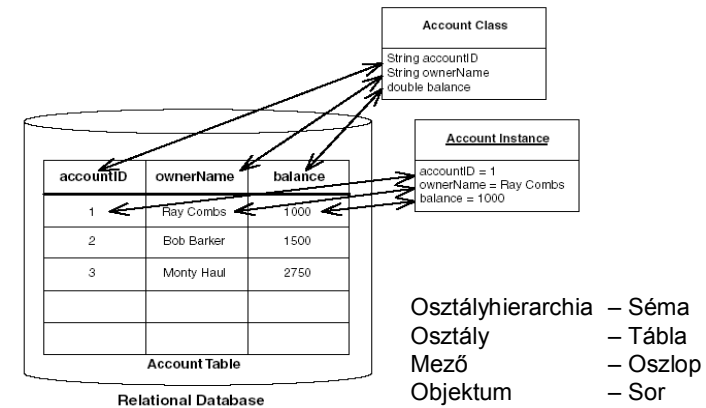 Account Class
String accountID
String ownerName
double balance
Account Instance
accountID = 1
ownerName = Ray Combs
balance = 1000
accountID ownerName balance
1 Ray Combs 1000
2 Bob Barker 1500
3 Monty Haul 2750
Account Table
Relational Database
Osztályhierarchia – Séma
Osztály – Tábla
Mező – Oszlop
Objektum – Sor